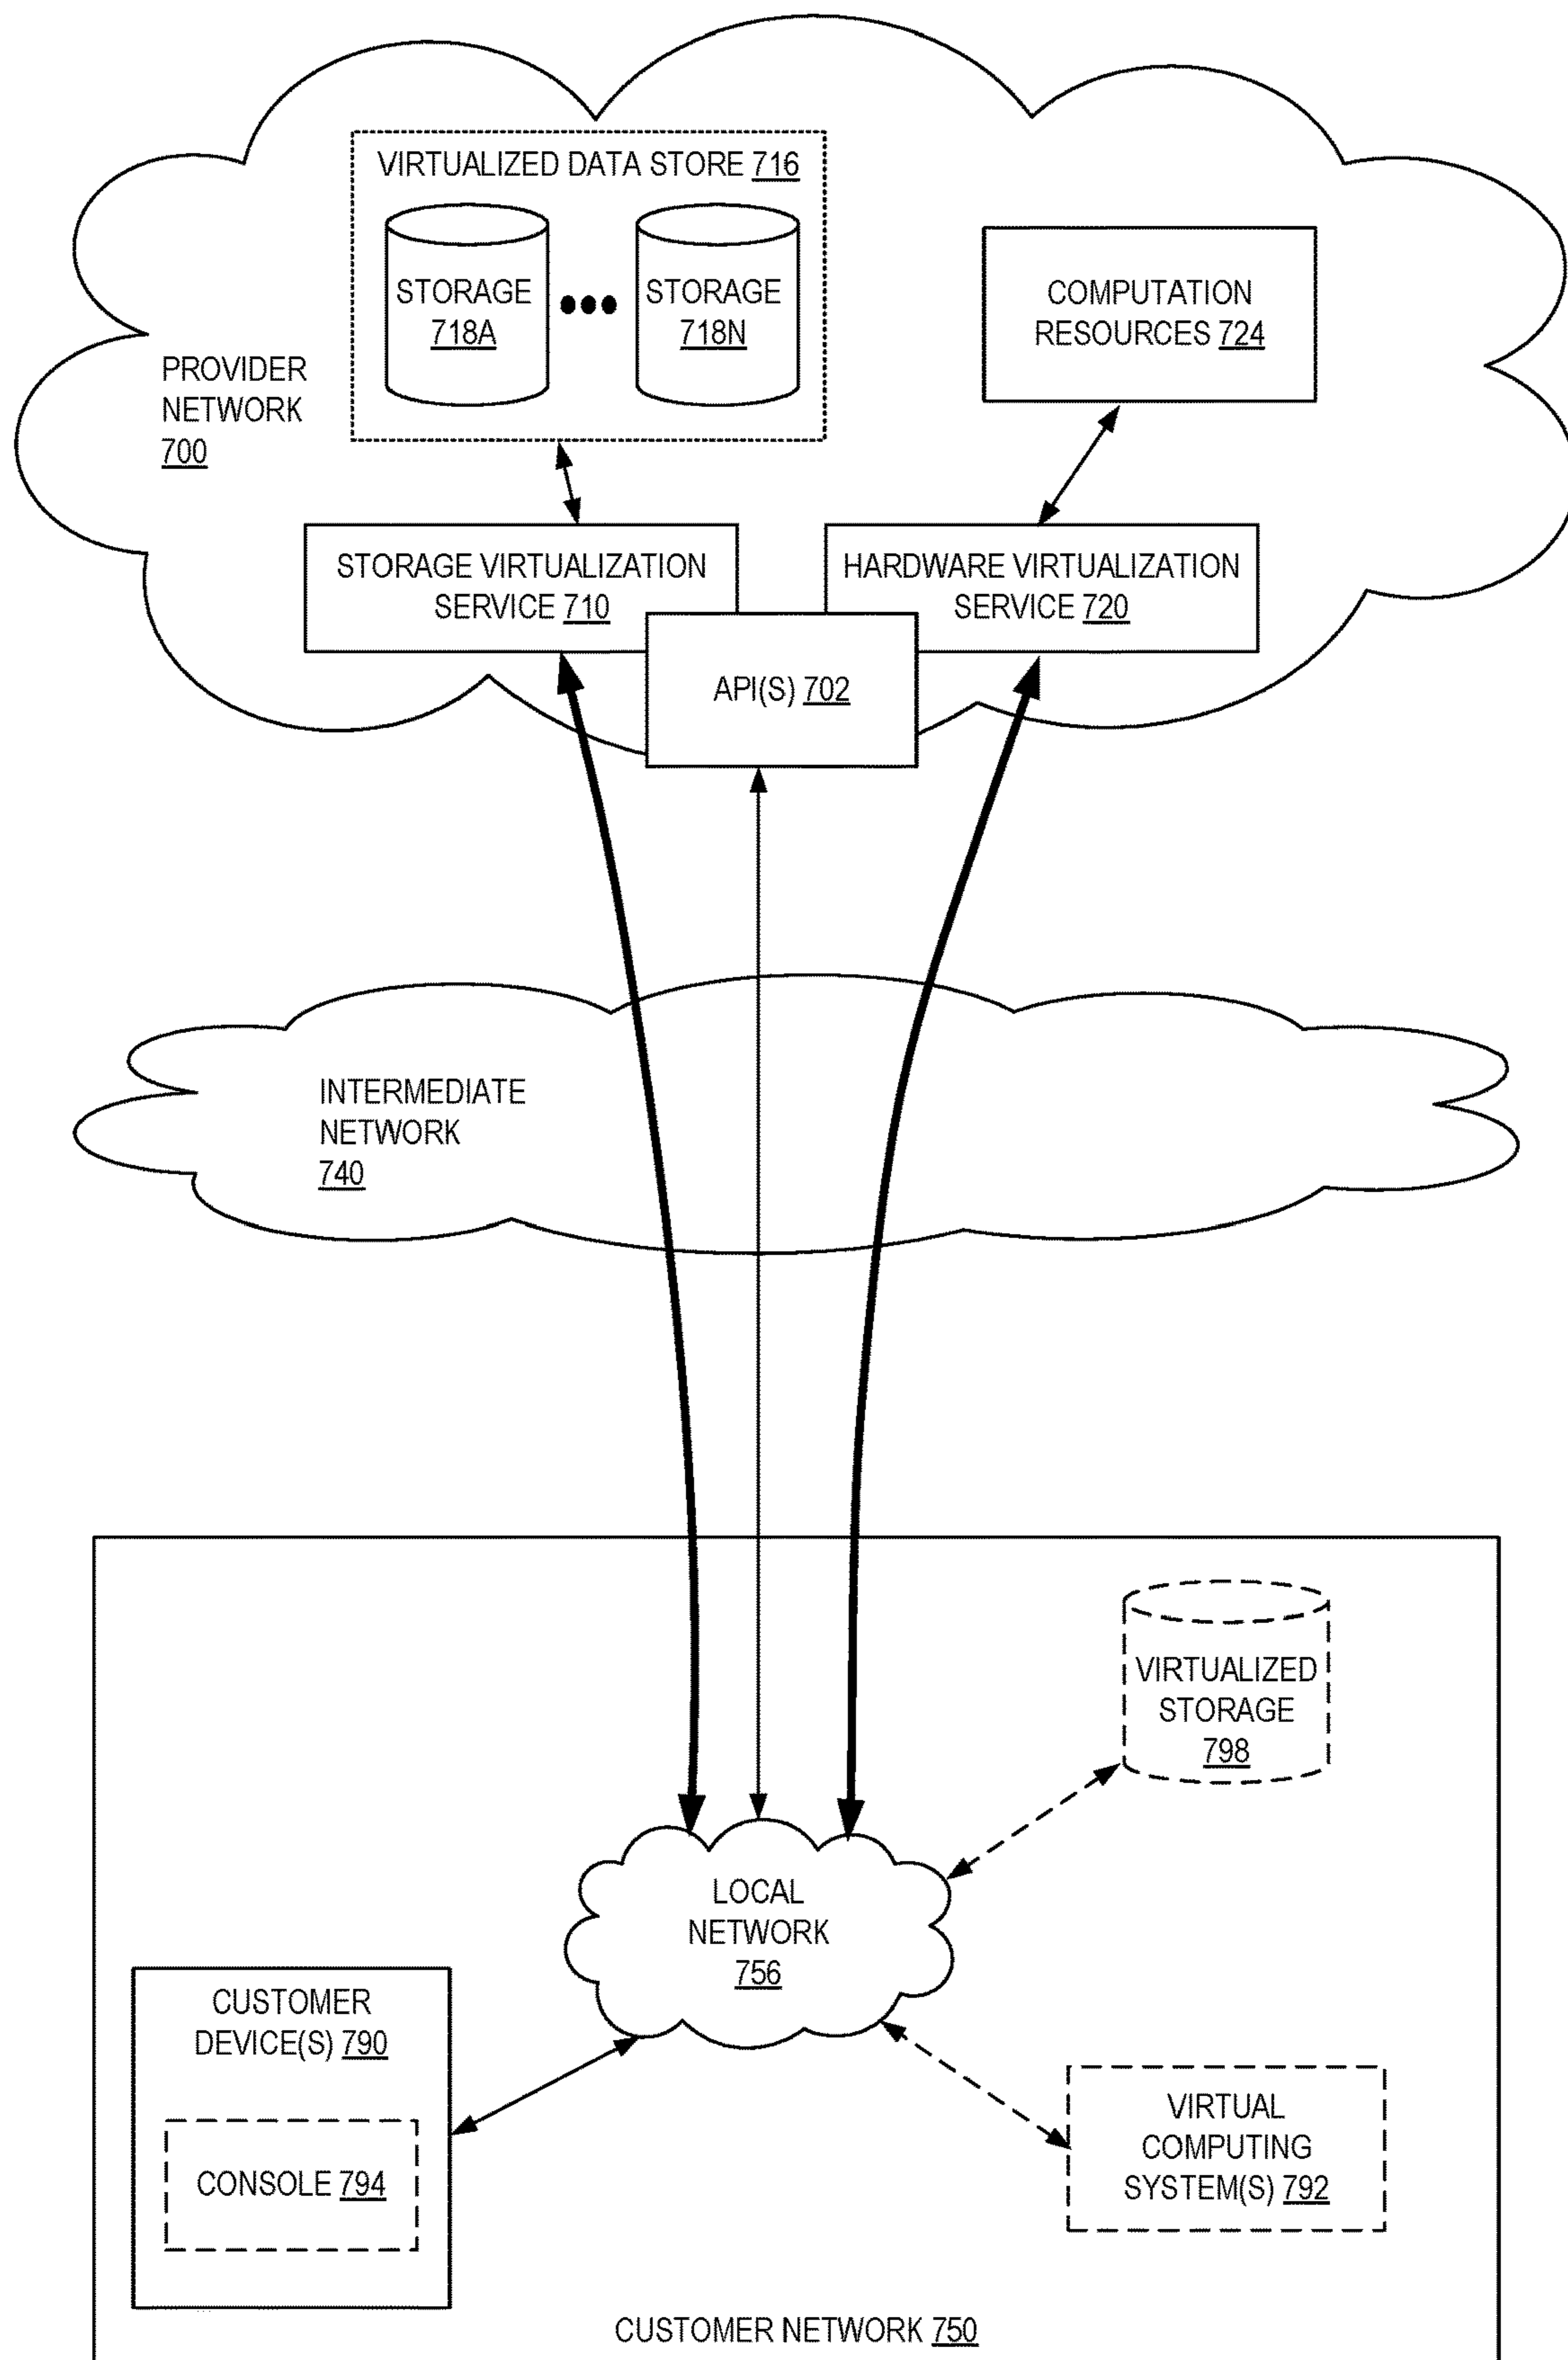 VIRTUALIZED DATA STORE 716
STORAGE
718A
STORAGE
718N
COMPUTATION
RESOURCES 724
PROVIDER
NETWORK
700
STORAGE VIRTUALIZATION
SERVICE 710
HARDWARE VIRTUALIZATION
SERVICE 720
API(S) 702
INTERMEDIATE
NETWORK
740
VIRTUALIZED
STORAGE
798
LOCAL
NETWORK
756
CUSTOMER
DEVICE(S) 790
CONSOLE 794
VIRTUAL
COMPUTING
SYSTEM(S) 792
CUSTOMER NETWORK 750